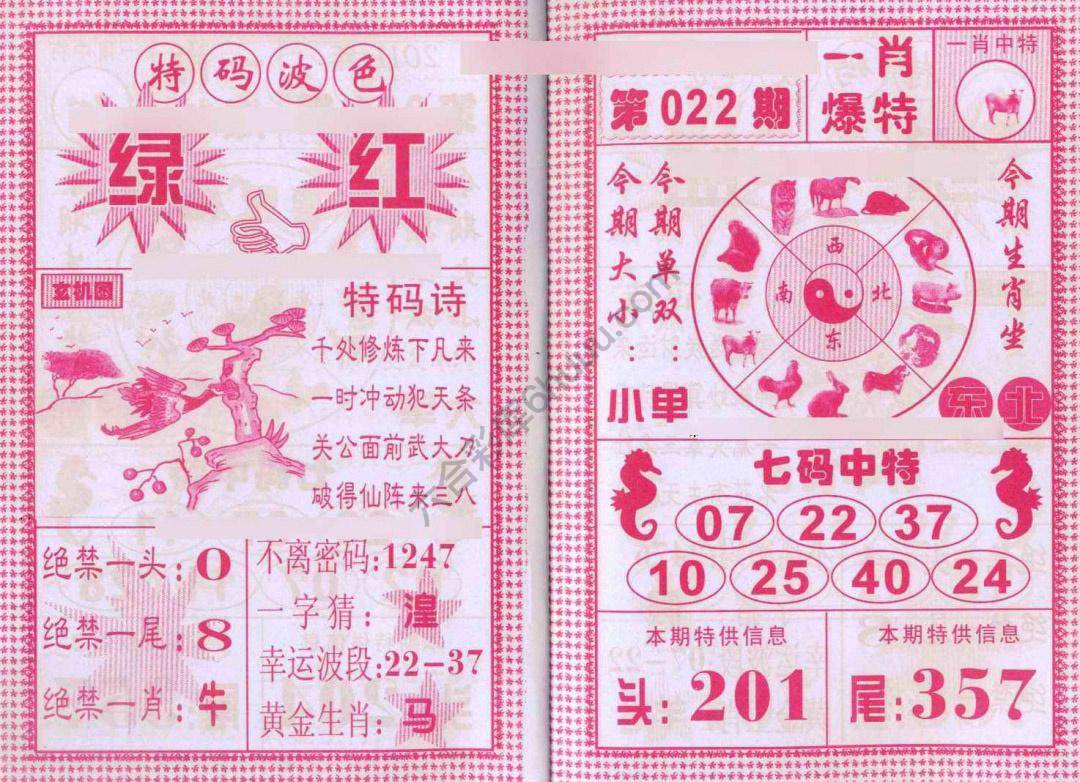 特码波色
绿 红
玄机图
特码诗
千处修炼下凡来
一时冲动犯天条
关公面前武大刀
破得仙阵来三八
绝禁一头:0
绝禁一尾:8
绝禁一肖:牛
不离密码:1247
一字猜:湟
幸运波段:22-37
黄金生肖:马
第022期
一肖
爆特
一肖中特
今期大小:小
今期单双:单
西
南 北
东
今期生肖坐
东北
七码中特
07 22 37
10 25 40 24
本期特供信息
头:201
本期特供信息
尾:357